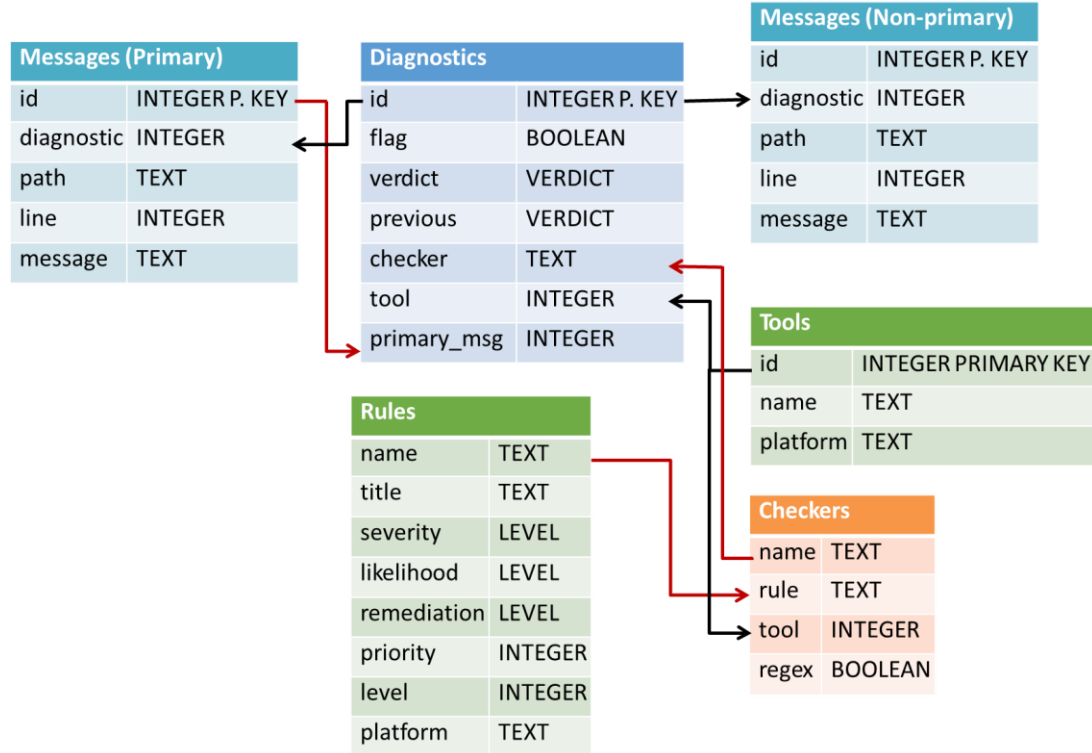 Messages (Primary)
id INTEGER P. KEY
diagnostic INTEGER
path TEXT
line INTEGER
message TEXT
Diagnostics
id INTEGER P. KEY
flag BOOLEAN
verdict VERDICT
previous VERDICT
checker TEXT
tool INTEGER
primary_msg INTEGER
Messages (Non-primary)
id INTEGER P. KEY
diagnostic INTEGER
path TEXT
line INTEGER
message TEXT
Tools
id INTEGER PRIMARY KEY
name TEXT
platform TEXT
Rules
name TEXT
title TEXT
severity LEVEL
likelihood LEVEL
remediation LEVEL
priority INTEGER
level INTEGER
platform TEXT
Checkers
name TEXT
rule TEXT
tool INTEGER
regex BOOLEAN